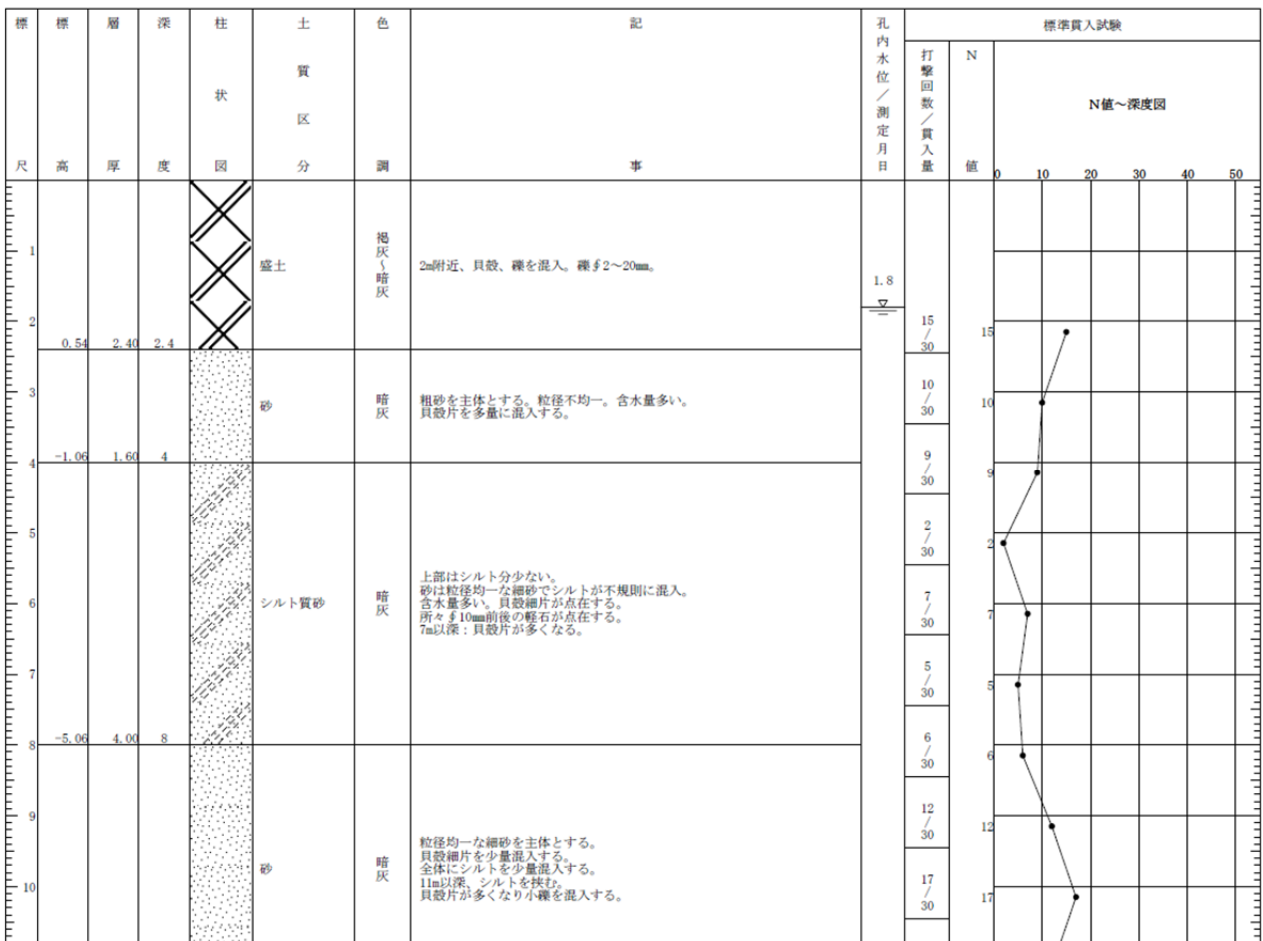 標尺
標高
層厚
深度
柱状図
土質区分
色調
記事
孔内水位／測定月日
標準貫入試験
打撃回数／貫入量
N値
N値～深度図
0 10 20 30 40 50
1
2
3
4
5
6
7
8
9
10
0.54 2.40 2.4
盛土
褐灰～暗灰
2m附近、貝殻、礫を混入。礫∮2～20㎜。
1.8
-1.06 1.60 4
砂
暗灰
粗砂を主体とする。粒径不均一。含水量多い。
貝殻片を多量に混入する。
-5.06 4.00 8
シルト質砂
暗灰
上部はシルト分少ない。
砂は粒径均一な細砂でシルトが不規則に混入。
含水量多い。貝殻細片が点在する。
所々∮10㎜前後の軽石が点在する。
7m以深：貝殻片が多くなる。
砂
暗灰
粒径均一な細砂を主体とする。
貝殻細片を少量混入する。
全体にシルトを少量混入する。
11m以深、シルトを挟む。
貝殻片が多くなり小礫を混入する。
15／30 15
10／30 10
9／30 9
2／30 2
7／30 7
5／30 5
6／30 6
12／30 12
17／30 17